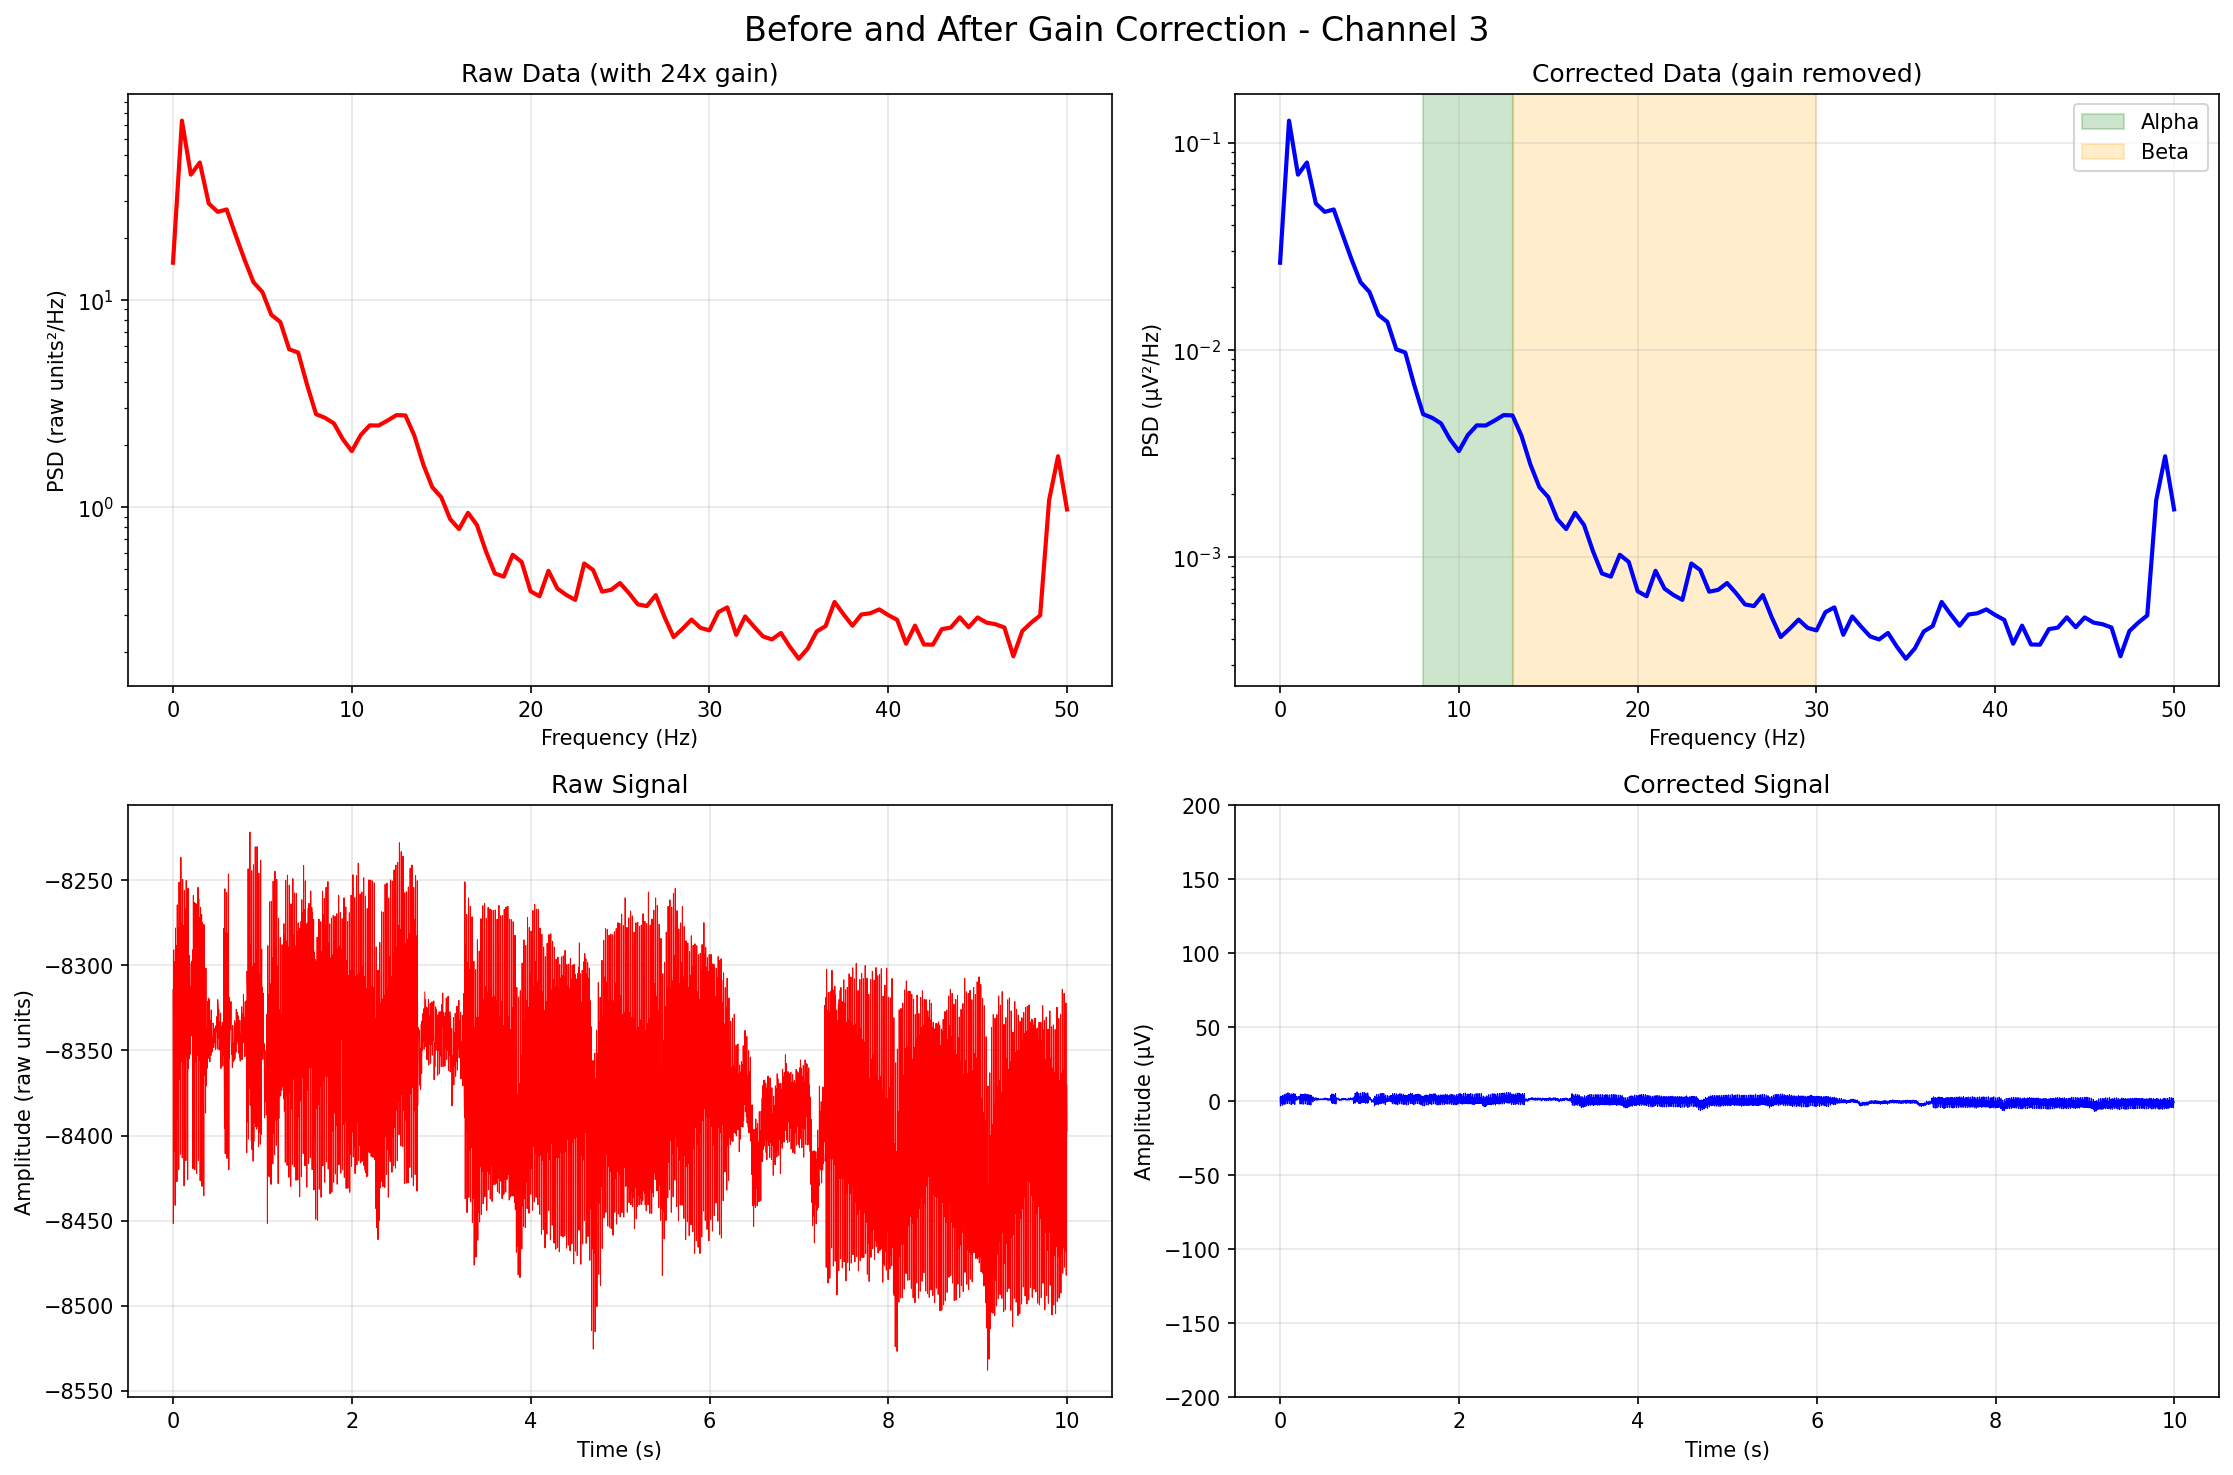 Before and After Gain Correction - Channel 3
Raw Data (with 24x gain)
PSD (raw units²/Hz)
10¹
10⁰
0 10 20 30 40 50
Frequency (Hz)
Corrected Data (gain removed)
Alpha
Beta
PSD (µV²/Hz)
10⁻¹
10⁻²
10⁻³
0 10 20 30 40 50
Frequency (Hz)
Raw Signal
Amplitude (raw units)
−8250
−8300
−8350
−8400
−8450
−8500
−8550
0 2 4 6 8 10
Time (s)
Corrected Signal
Amplitude (µV)
200
150
100
50
0
−50
−100
−150
−200
0 2 4 6 8 10
Time (s)